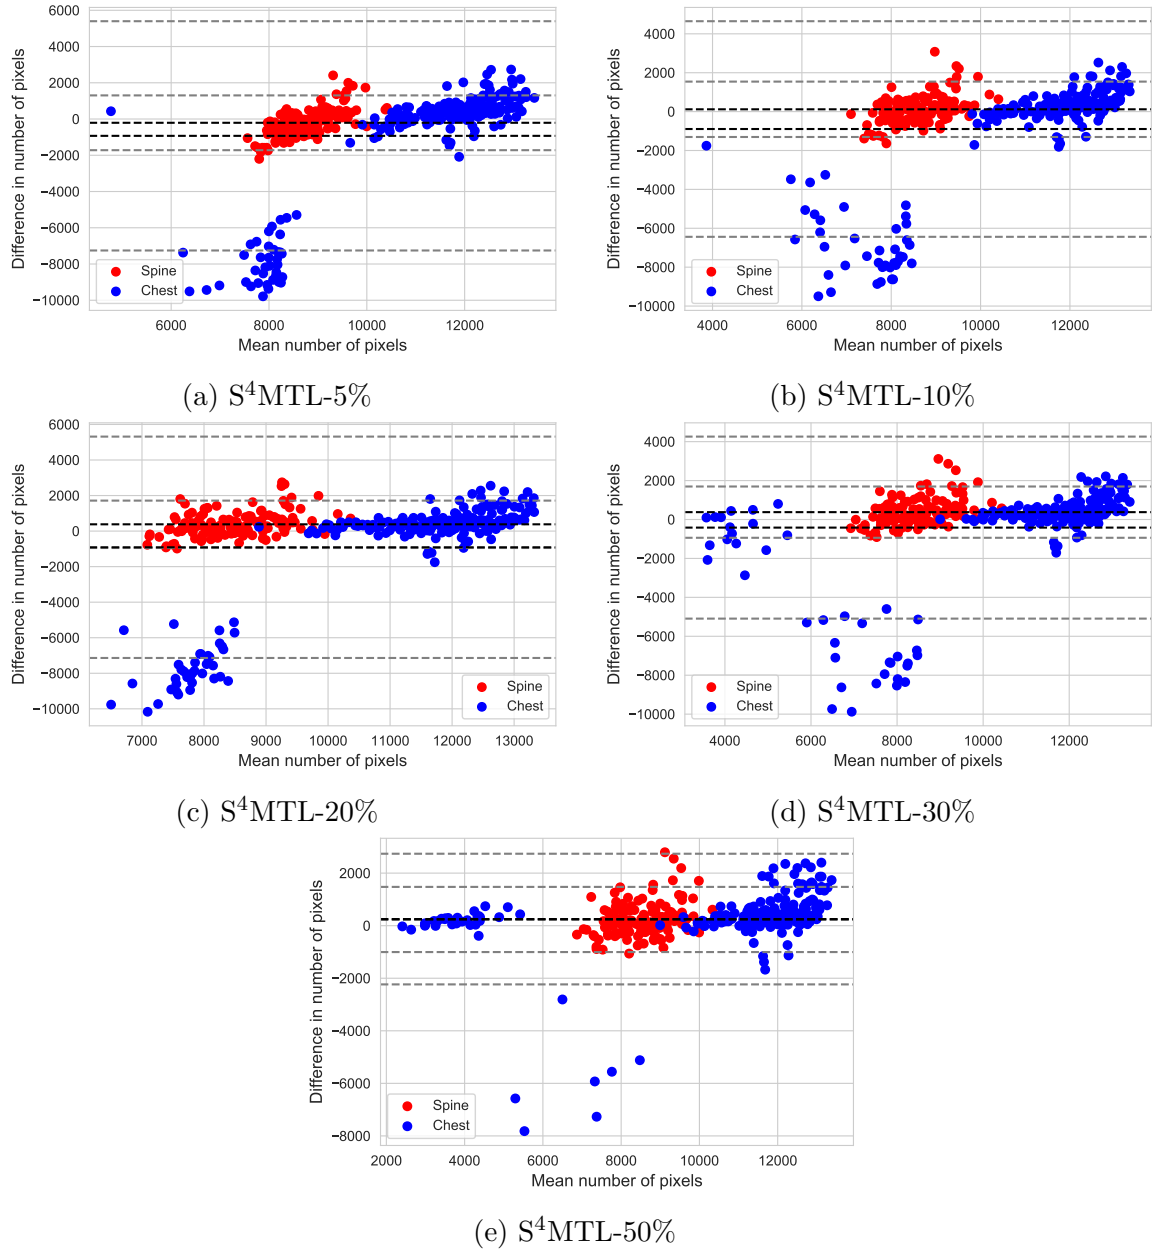 6000
4000
2000
0
−2000
−4000
−6000
−8000
−10000
Difference in number of pixels
Spine
Chest
6000 8000 10000 12000
Mean number of pixels
(a) S⁴MTL-5%
4000
2000
0
−2000
−4000
−6000
−8000
−10000
Difference in number of pixels
Spine
Chest
4000 6000 8000 10000 12000
Mean number of pixels
(b) S⁴MTL-10%
6000
4000
2000
0
−2000
−4000
−6000
−8000
−10000
Difference in number of pixels
Spine
Chest
7000 8000 9000 10000 11000 12000 13000
Mean number of pixels
(c) S⁴MTL-20%
4000
2000
0
−2000
−4000
−6000
−8000
−10000
Difference in number of pixels
Spine
Chest
4000 6000 8000 10000 12000
Mean number of pixels
(d) S⁴MTL-30%
2000
0
−2000
−4000
−6000
−8000
Difference in number of pixels
Spine
Chest
2000 4000 6000 8000 10000 12000
Mean number of pixels
(e) S⁴MTL-50%